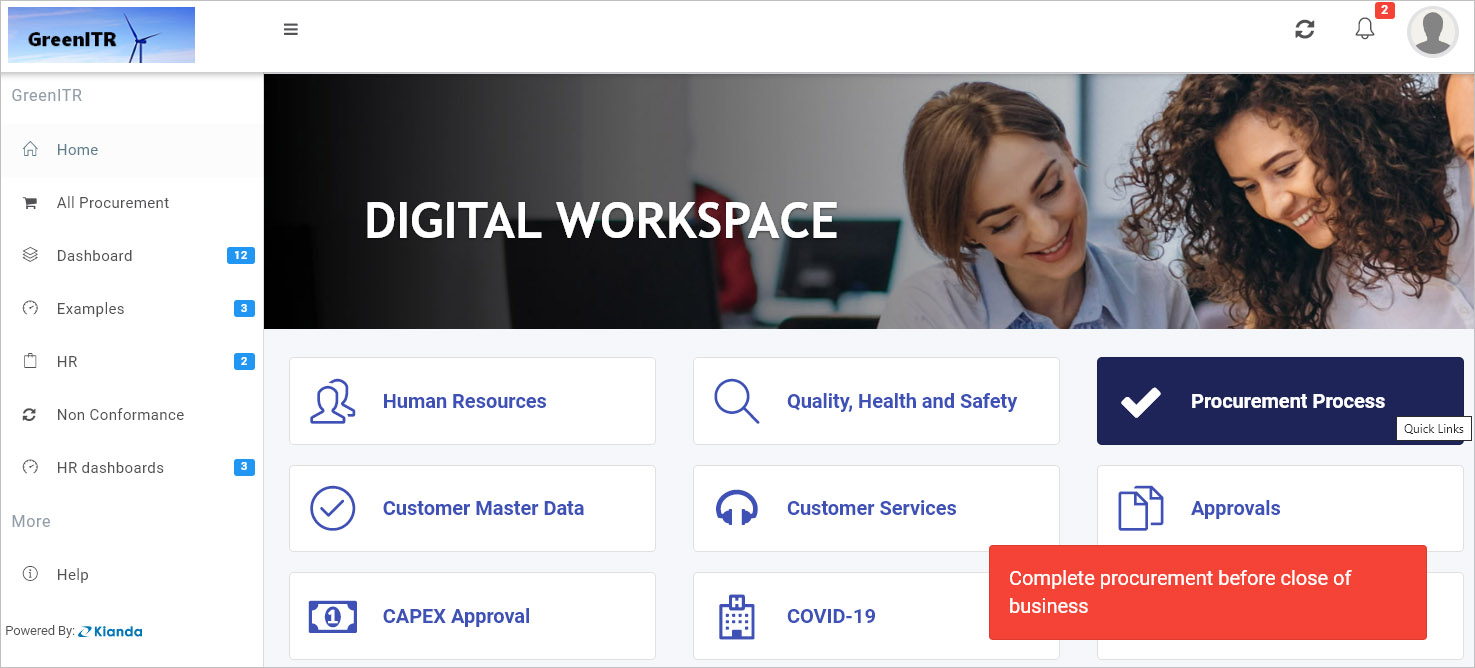 GreenITR
2
GreenITR
Home
All Procurement
Dashboard 12
Examples 3
HR 2
Non Conformance
HR dashboards 3
More
Help
Powered By: Kianda
DIGITAL WORKSPACE
Human Resources
Quality, Health and Safety
Procurement Process
Quick Links
Customer Master Data
Customer Services
Approvals
CAPEX Approval
1
COVID-19
H
Complete procurement before close of
business